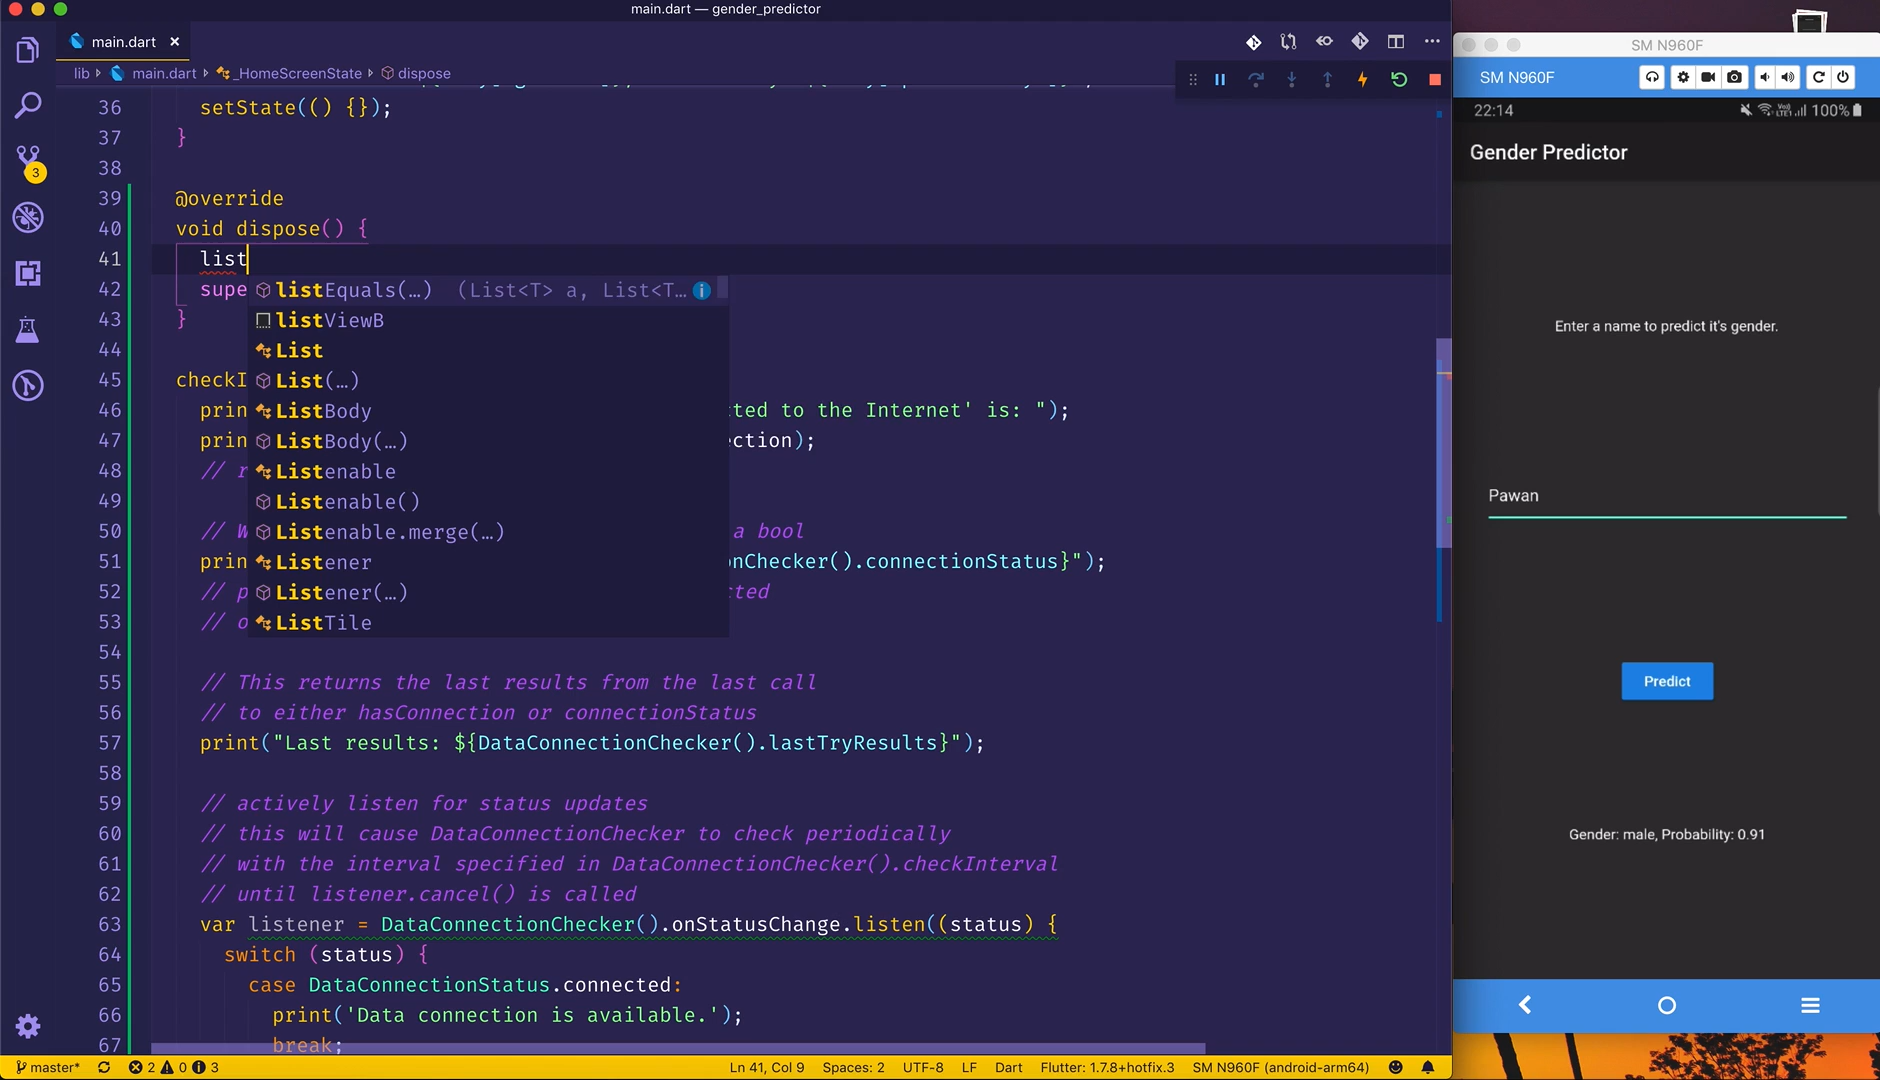 main.dart — gender_predictor
SM N960F
main.dart ×
lib main.dart _HomeScreenState dispose
SM N960F
22:14 100%
Gender Predictor
36 setState(() {});
37 }
38
39 @override
40 void dispose() {
41 list
42 supe
43 }
44
45 checkI
46 prin cted to the Internet' is: ");
47 prin ction);
48 // r
49
50 // W a bool
51 prin nChecker().connectionStatus}");
52 // p cted
53 // o
54
55 // This returns the last results from the last call
56 // to either hasConnection or connectionStatus
57 print("Last results: ${DataConnectionChecker().lastTryResults}");
58
59 // actively listen for status updates
60 // this will cause DataConnectionChecker to check periodically
61 // with the interval specified in DataConnectionChecker().checkInterval
62 // until listener.cancel() is called
63 var listener = DataConnectionChecker().onStatusChange.listen((status) {
64 switch (status) {
65 case DataConnectionStatus.connected:
66 print('Data connection is available.');
67 break;
listEquals(…) (List<T> a, List<T…
listViewB
List
List(…)
ListBody
ListBody(…)
Listenable
Listenable()
Listenable.merge(…)
Listener
Listener(…)
ListTile
3
Enter a name to predict it's gender.
Pawan
Predict
Gender: male, Probability: 0.91
master* 2 0 3 Ln 41, Col 9 Spaces: 2 UTF-8 LF Dart Flutter: 1.7.8+hotfix.3 SM N960F (android-arm64)